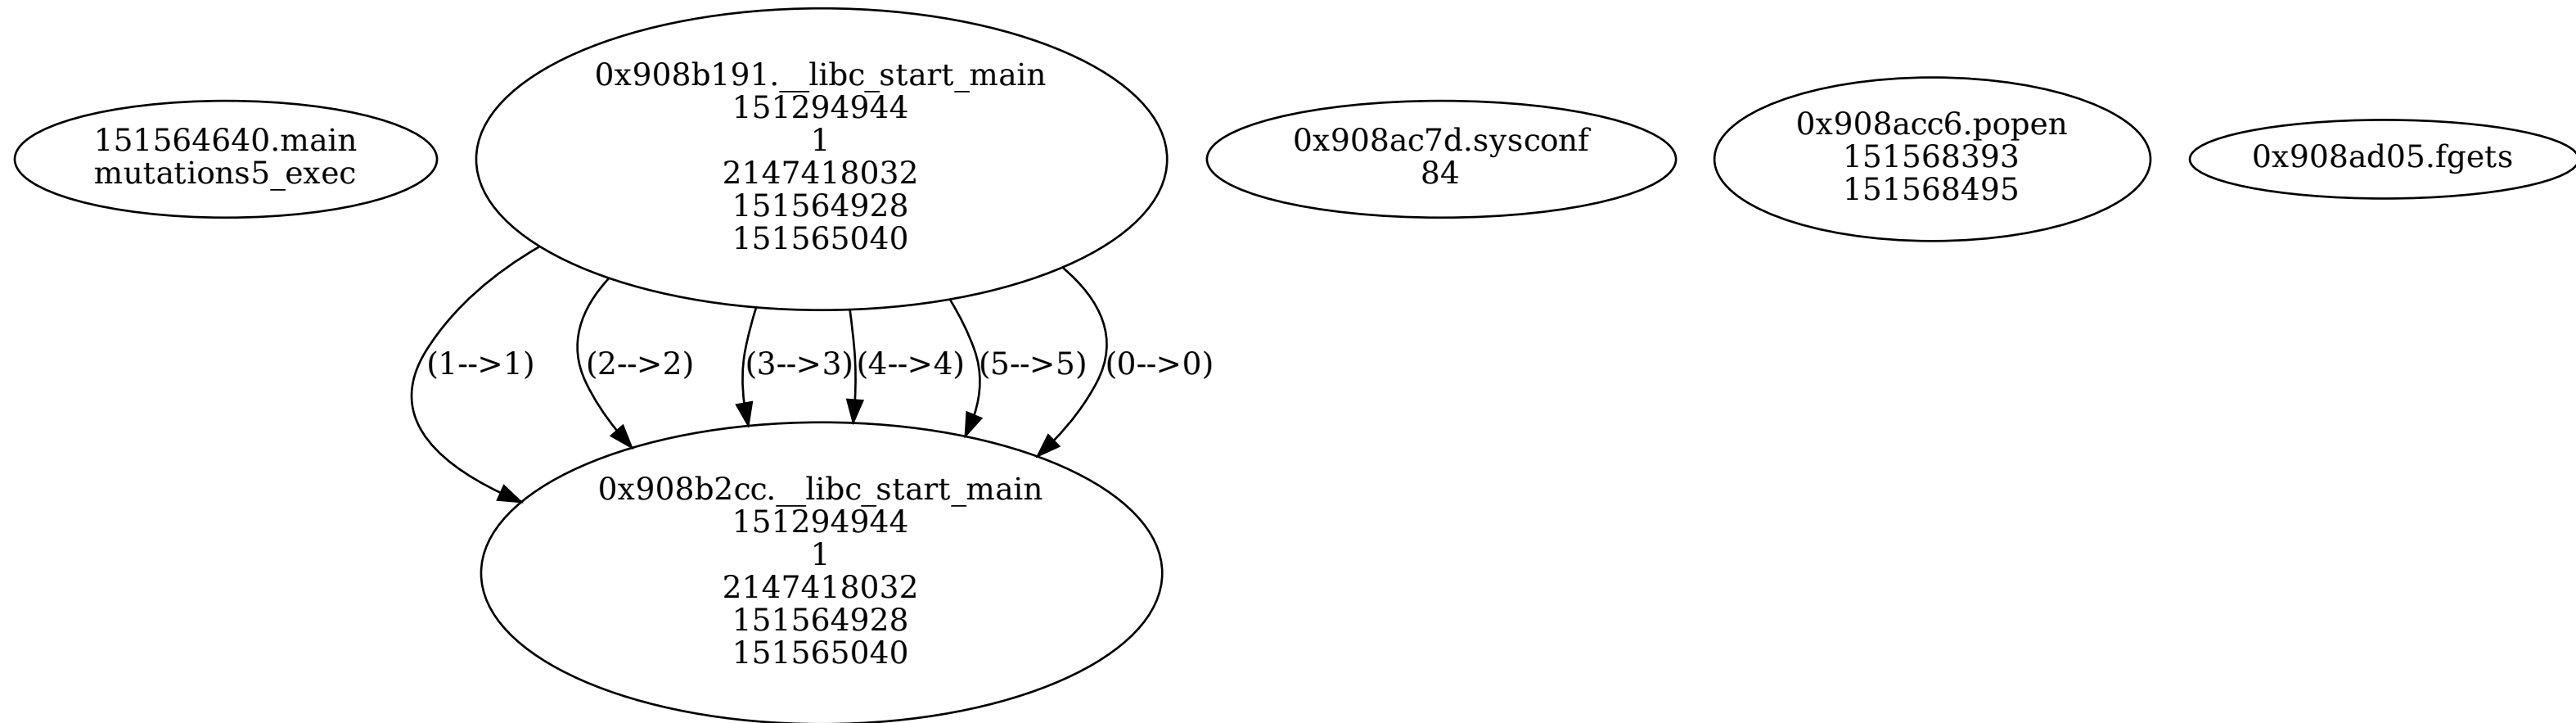 151564640.main
mutations5_exec
0x908b191.__libc_start_main
151294944
1
2147418032
151564928
151565040
0x908ac7d.sysconf
84
0x908acc6.popen
151568393
151568495
0x908ad05.fgets
(1-->1)
(2-->2)
(3-->3)
(4-->4)
(5-->5)
(0-->0)
0x908b2cc.__libc_start_main
151294944
1
2147418032
151564928
151565040